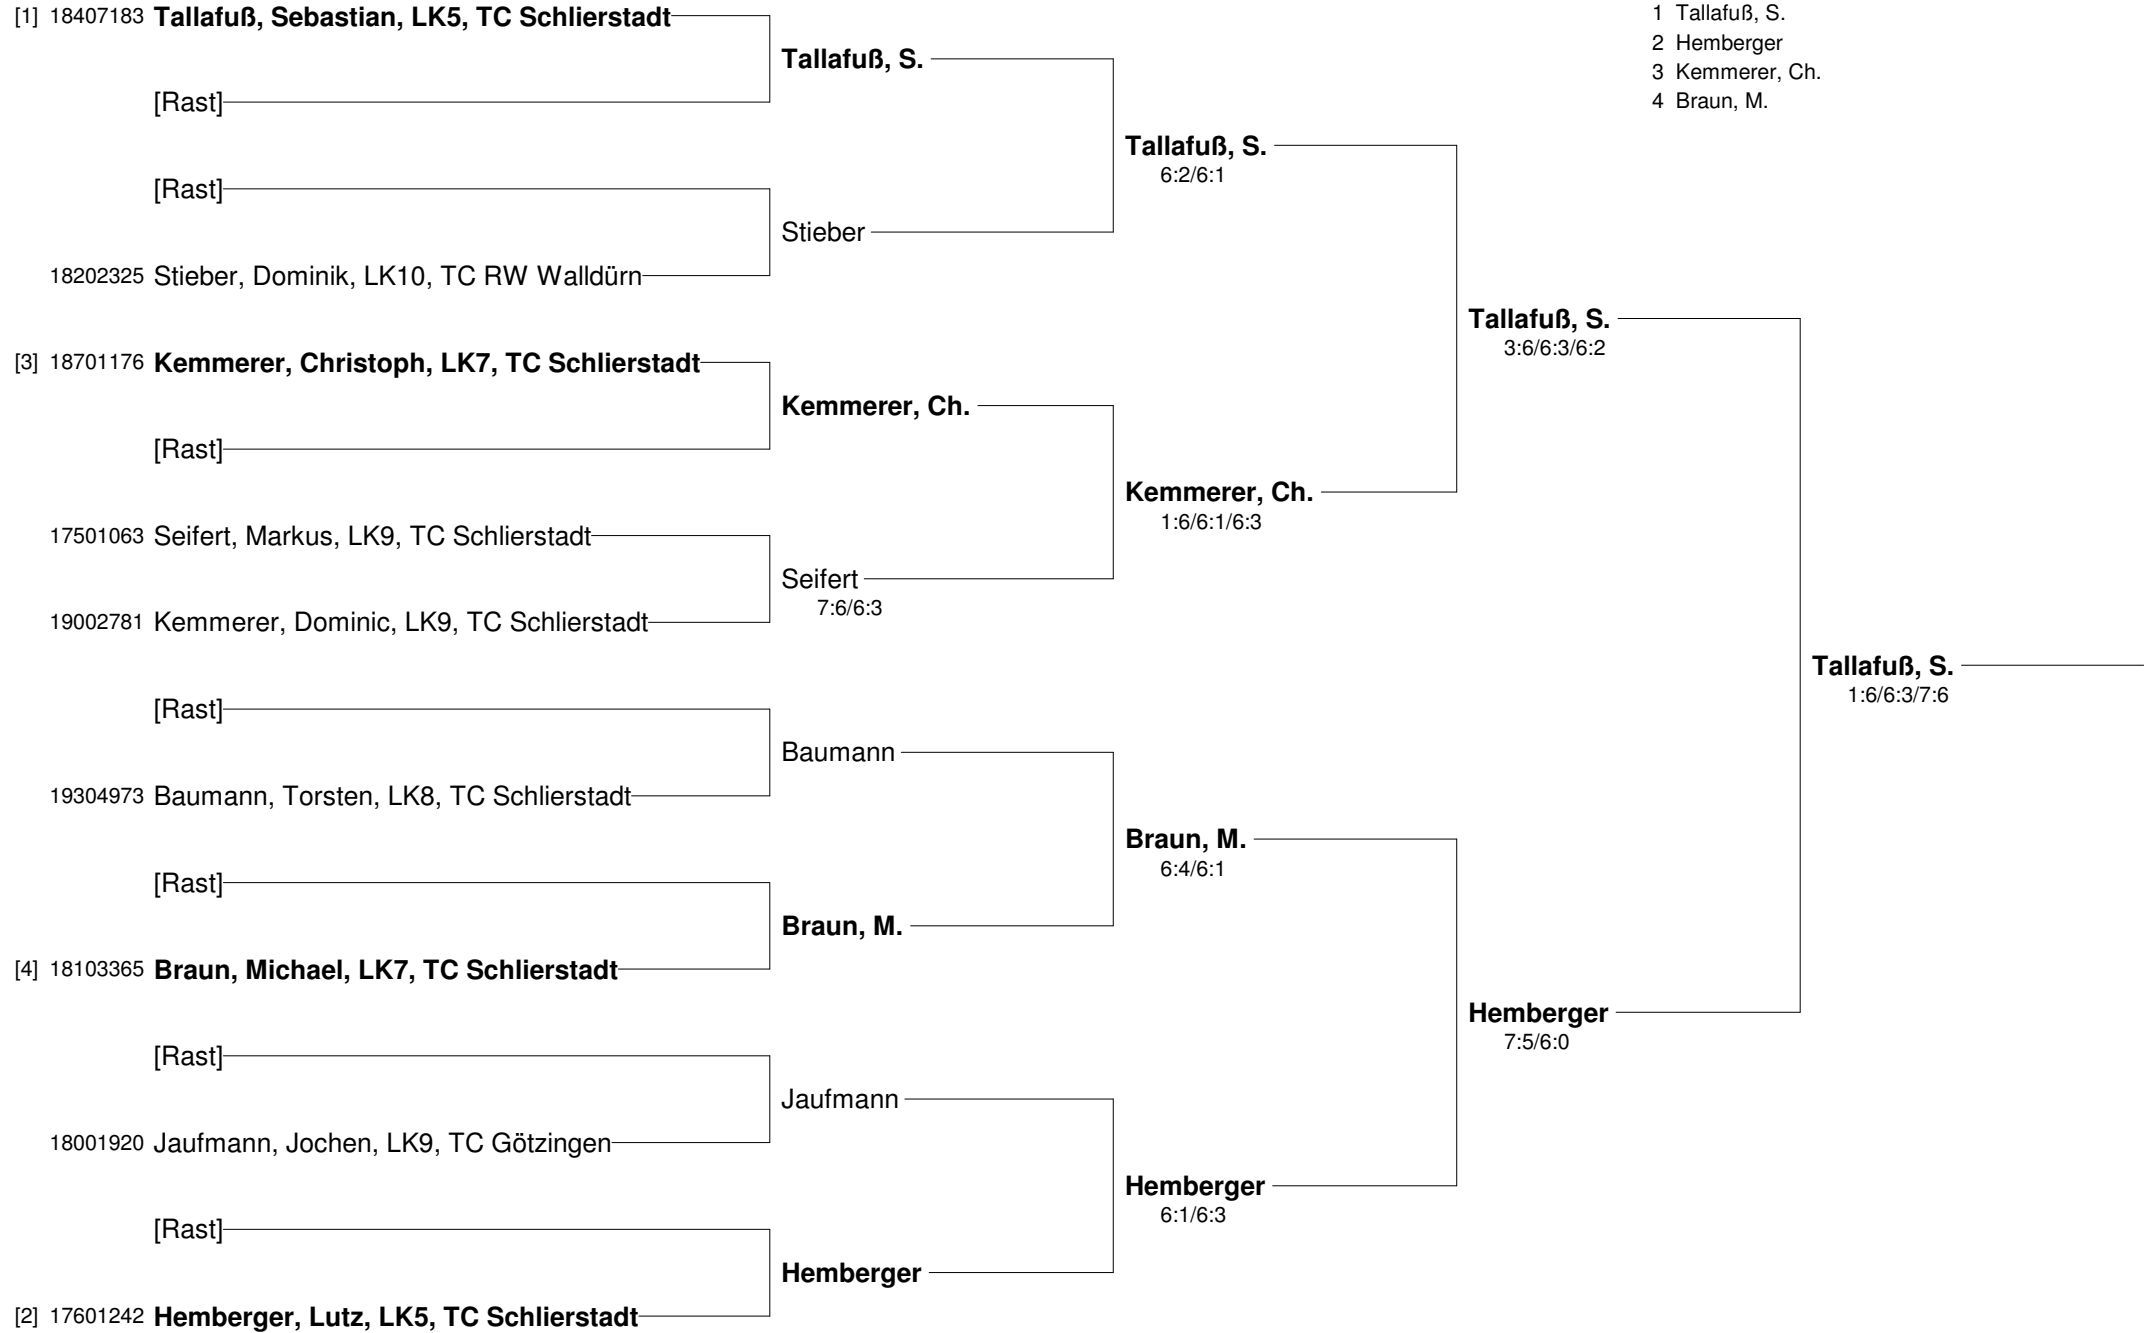 [1] 18407183 Tallafuß, Sebastian, LK5, TC Schlierstadt
[Rast]
[Rast]
18202325 Stieber, Dominik, LK10, TC RW Walldürn
[3] 18701176 Kemmerer, Christoph, LK7, TC Schlierstadt
[Rast]
17501063 Seifert, Markus, LK9, TC Schlierstadt
19002781 Kemmerer, Dominic, LK9, TC Schlierstadt
[Rast]
19304973 Baumann, Torsten, LK8, TC Schlierstadt
[Rast]
[4] 18103365 Braun, Michael, LK7, TC Schlierstadt
[Rast]
18001920 Jaufmann, Jochen, LK9, TC Götzingen
[Rast]
[2] 17601242 Hemberger, Lutz, LK5, TC Schlierstadt
Tallafuß, S.
Stieber
Kemmerer, Ch.
Seifert
7:6/6:3
Baumann
Braun, M.
Jaufmann
Hemberger
Tallafuß, S.
6:2/6:1
Kemmerer, Ch.
1:6/6:1/6:3
Braun, M.
6:4/6:1
Hemberger
6:1/6:3
Tallafuß, S.
3:6/6:3/6:2
Hemberger
7:5/6:0
Tallafuß, S.
1:6/6:3/7:6
1 Tallafuß, S.
2 Hemberger
3 Kemmerer, Ch.
4 Braun, M.